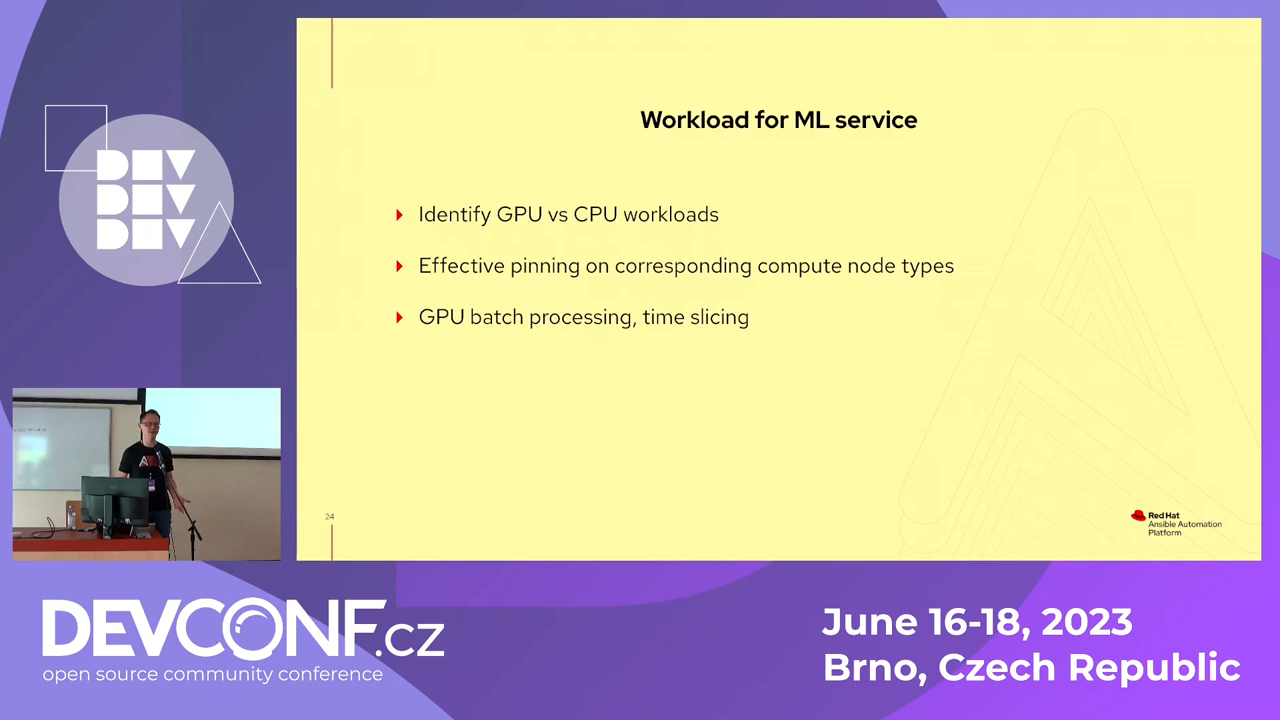 DEV
DEV
DEV
Workload for ML service
Identify GPU vs CPU workloads
Effective pinning on corresponding compute node types
GPU batch processing, time slicing
24
Red Hat
Ansible Automation
Platform
DEVCONF.cz
open source community conference
June 16-18, 2023
Brno, Czech Republic